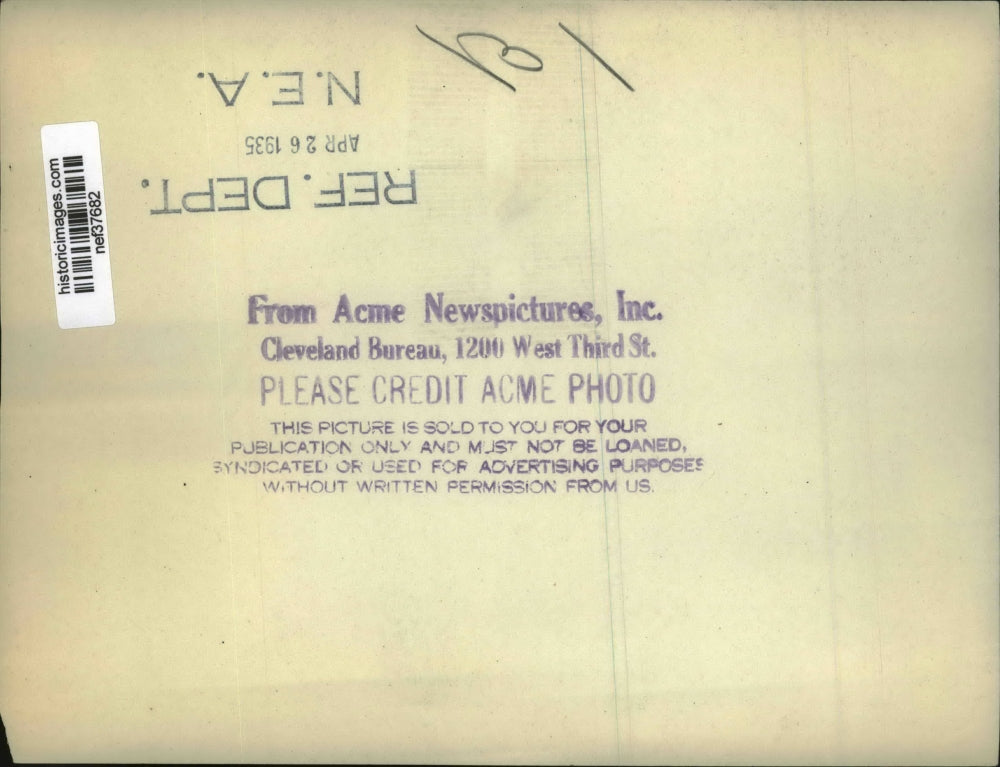 N.E.A.
APR 26 1935
REF. DEPT.
historicimages.com
nef37682
From Acme Newspictures, Inc.
Cleveland Bureau, 1200 West Third St.
PLEASE CREDIT ACME PHOTO
THIS PICTURE IS SOLD TO YOU FOR YOUR
PUBLICATION ONLY AND MUST NOT BE LOANED,
SYNDICATED OR USED FOR ADVERTISING PURPOSES
WITHOUT WRITTEN PERMISSION FROM US.